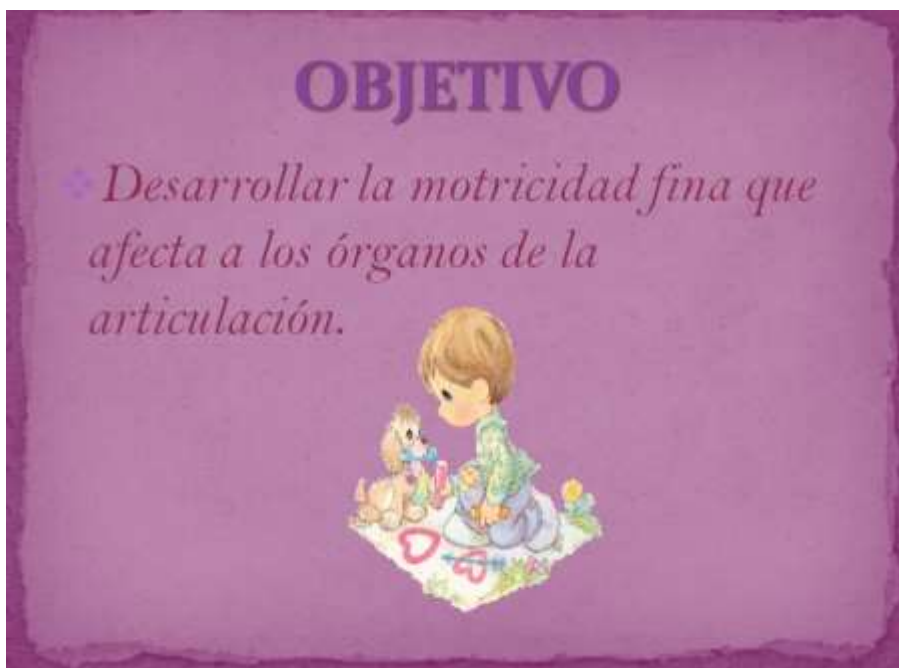 OBJETIVO
Desarrollar la motricidad fina que
afecta a los órganos de la
articulación.